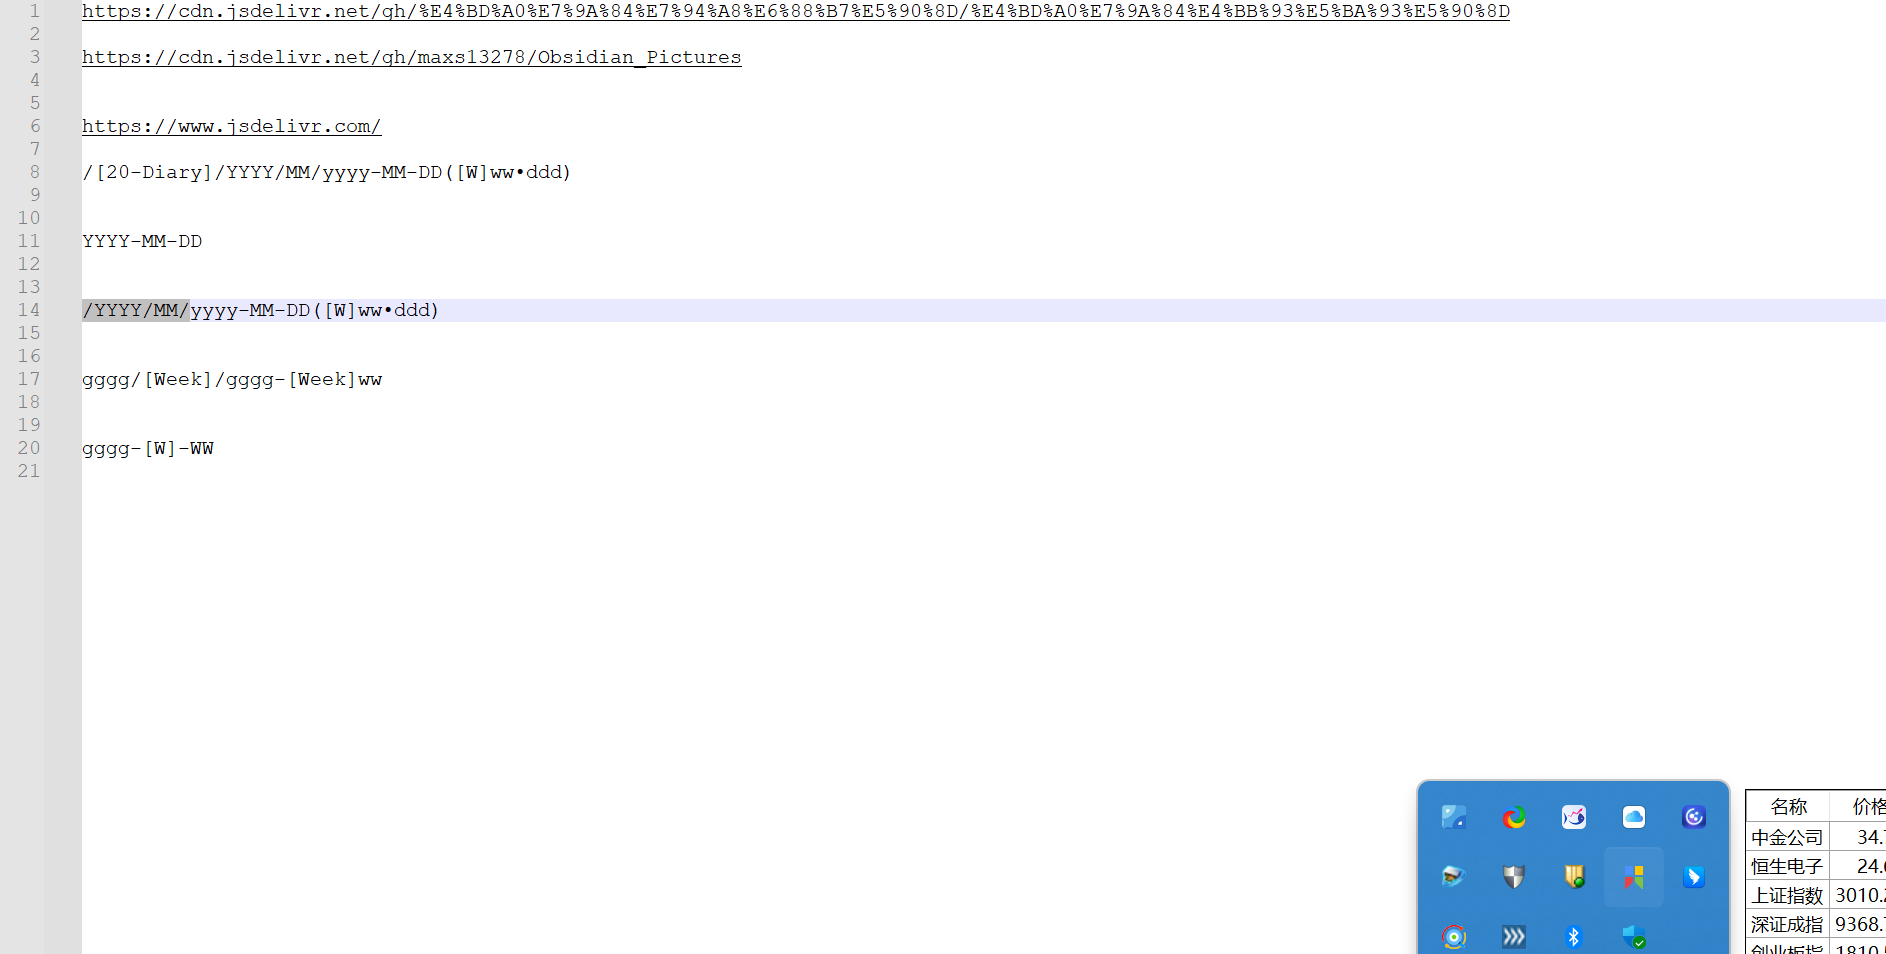 1 https://cdn.jsdelivr.net/gh/%E4%BD%A0%E7%9A%84%E7%94%A8%E6%88%B7%E5%90%8D/%E4%BD%A0%E7%9A%84%E4%BB%93%E5%BA%93%E5%90%8D
2
3 https://cdn.jsdelivr.net/gh/maxs13278/Obsidian_Pictures
4
5
6 https://www.jsdelivr.com/
7
8 /[20-Diary]/YYYY/MM/yyyy-MM-DD([W]ww•ddd)
9
10
11 YYYY-MM-DD
12
13
14 /YYYY/MM/yyyy-MM-DD([W]ww•ddd)
15
16
17 gggg/[Week]/gggg-[Week]ww
18
19
20 gggg-[W]-WW
21
名称 价格
中金公司 34.
恒生电子 24.
上证指数 3010.
深证成指 9368.
创业板指 1810.